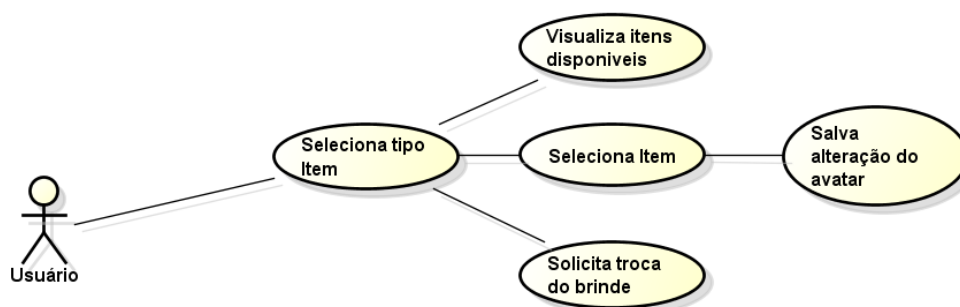 Visualiza itens
disponiveis
Seleciona tipo
Item
Seleciona Item
Salva
alteração do
avatar
Usuário
Solicita troca
do brinde